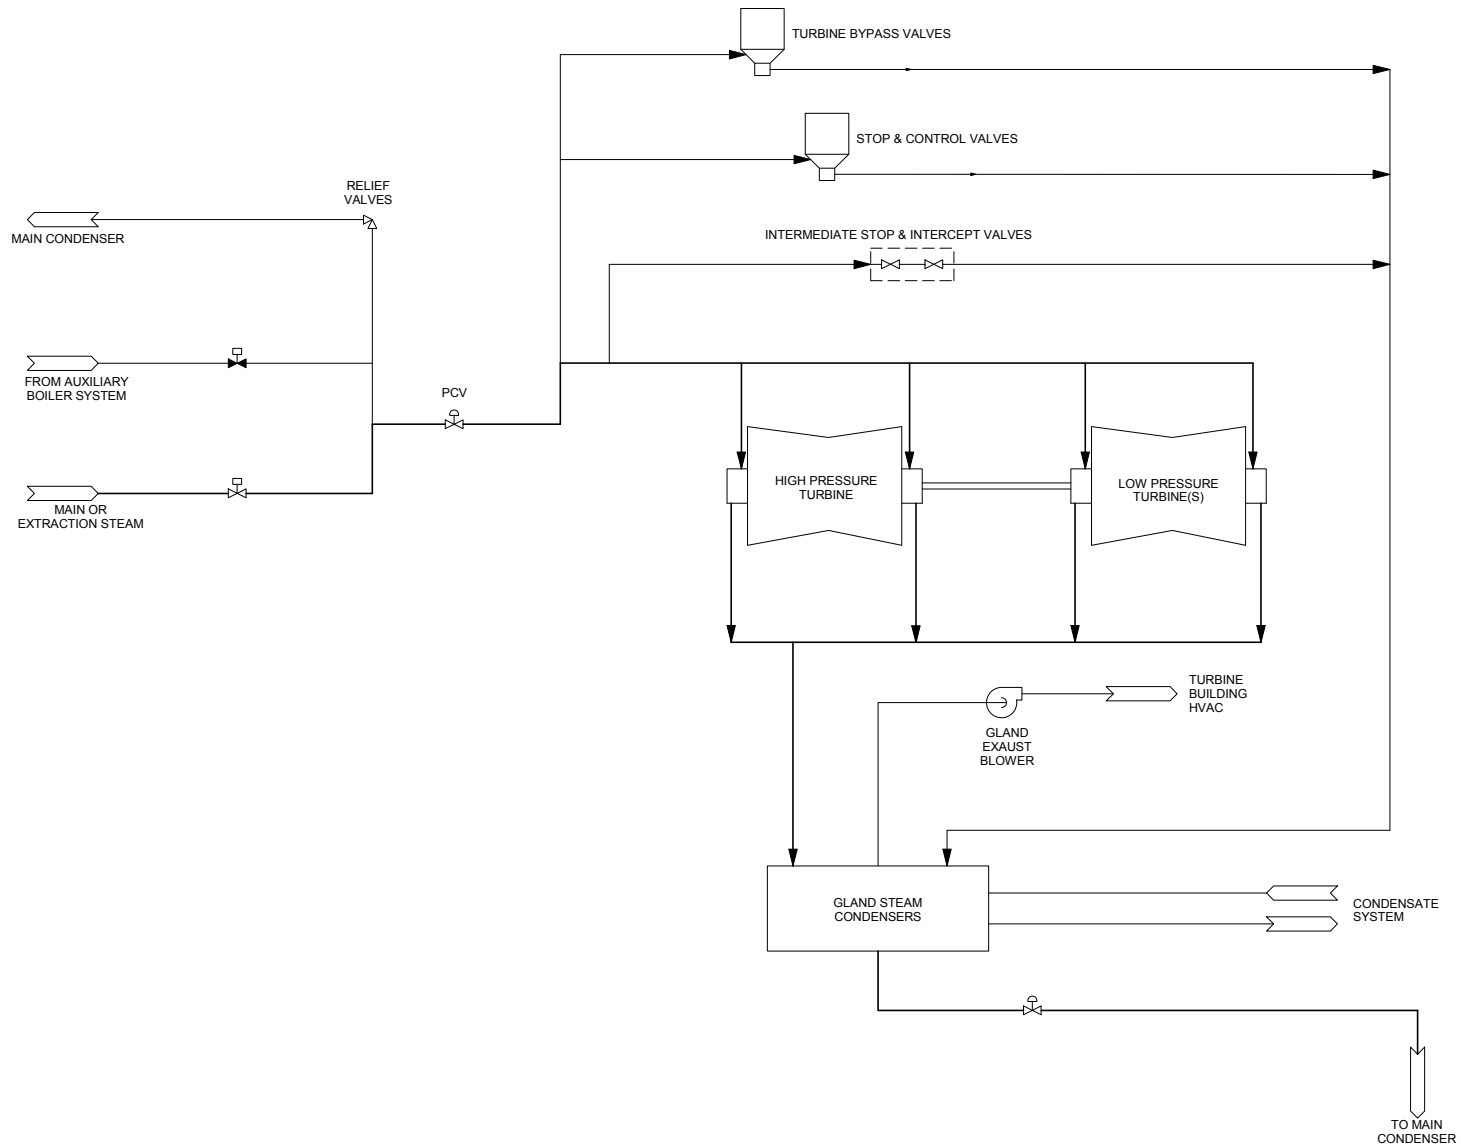 TURBINE BYPASS VALVES
STOP & CONTROL VALVES
RELIEF
VALVES
MAIN CONDENSER
INTERMEDIATE STOP & INTERCEPT VALVES
FROM AUXILIARY
BOILER SYSTEM
PCV
MAIN OR
EXTRACTION STEAM
HIGH PRESSURE
TURBINE
LOW PRESSURE
TURBINE(S)
TURBINE
BUILDING
HVAC
GLAND
EXAUST
BLOWER
GLAND STEAM
CONDENSERS
CONDENSATE
SYSTEM
TO MAIN
CONDENSER